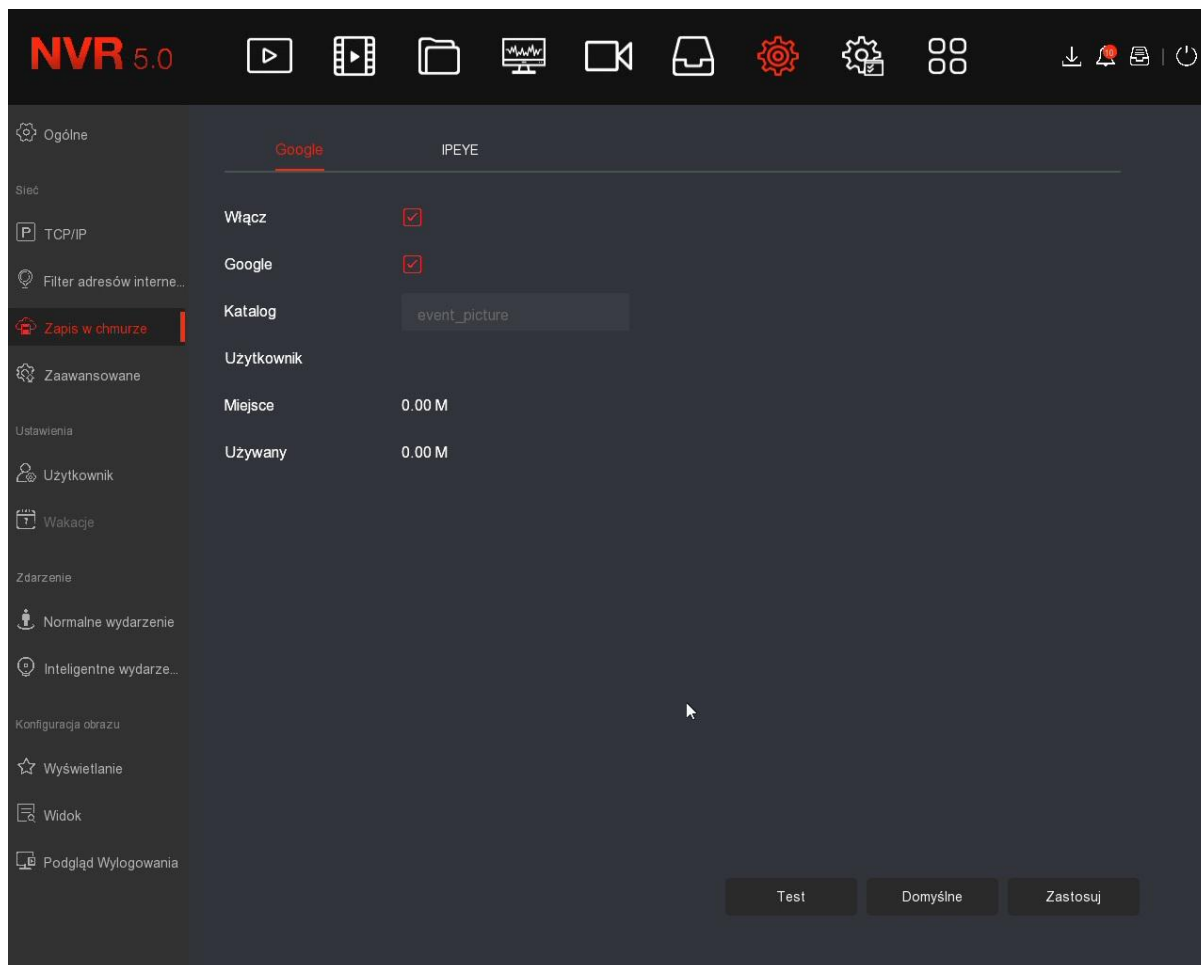 NVR 5.0
10
Ogólne
Sieć
P TCP/IP
Filter adresów interne...
Zapis w chmurze
Zaawansowane
Ustawienia
Użytkownik
Wakacje
Zdarzenie
Normalne wydarzenie
Inteligentne wydarze...
Konfiguracja obrazu
Wyświetlanie
Widok
Podgląd Wylogowania
Google IPEYE
Włącz
Google
Katalog event_picture
Użytkownik
Miejsce 0.00 M
Używany 0.00 M
Test Domyślne Zastosuj